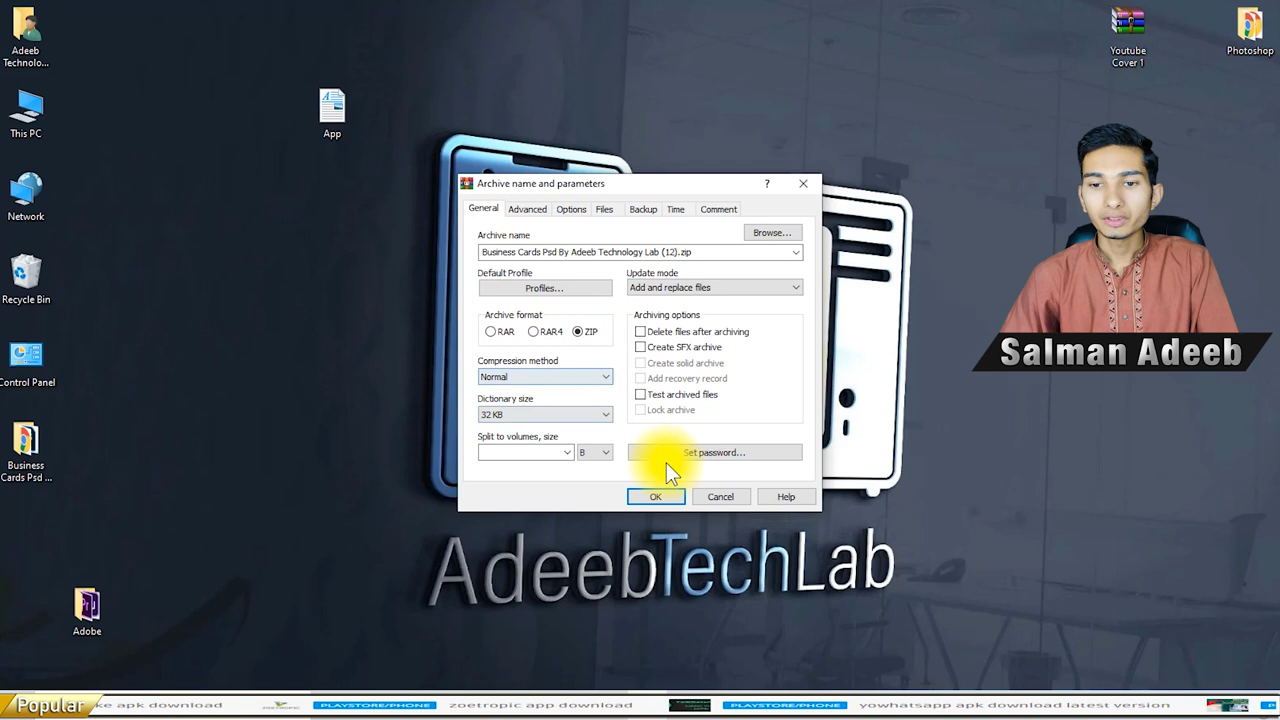 Adeeb
Technolo...
This PC
Network
Recycle Bin
Control Panel
Business
Cards Psd ...
Adobe
App
Youtube
Cover 1
Photoshop
Archive name and parameters
?
General
Advanced
Options
Files
Backup
Time
Comment
Archive name
Browse...
Business Cards Psd By Adeeb Technology Lab (12).zip
Default Profile
Profiles...
Update mode
Add and replace files
Archive format
RAR
RAR4
ZIP
Archiving options
Delete files after archiving
Create SFX archive
Create solid archive
Add recovery record
Test archived files
Lock archive
Compression method
Normal
Dictionary size
32 KB
Split to volumes, size
B
Set password...
OK
Cancel
Help
Salman Adeeb
AdeebTechLab
Popular
ke apk download
ZOETROPIC
PLAYSTORE/PHONE
zoetropic app download
PLAYSTORE/PHONE
yowhatsapp apk download latest version